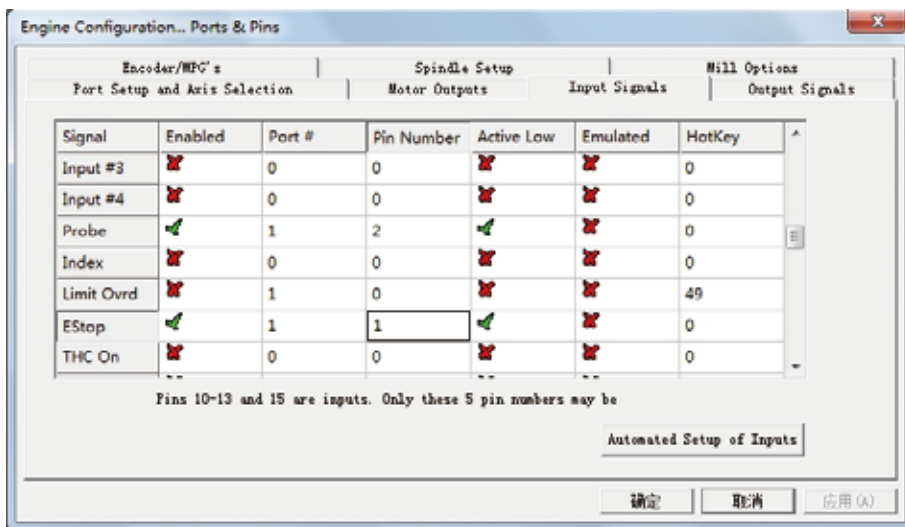 Engine Configuration... Ports & Pins
Encoder/MPG's Spindle Setup Mill Options
Port Setup and Axis Selection Motor Outputs Input Signals Output Signals
Signal Enabled Port # Pin Number Active Low Emulated HotKey
Input #3 0 0 0
Input #4 0 0 0
Probe 1 2 0
Index 0 0 0
Limit Ovrd 1 0 49
EStop 1 1 0
THC On 0 0 0
Pins 10-13 and 15 are inputs. Only these 5 pin numbers may be
Automated Setup of Inputs
确定 取消 应用(A)